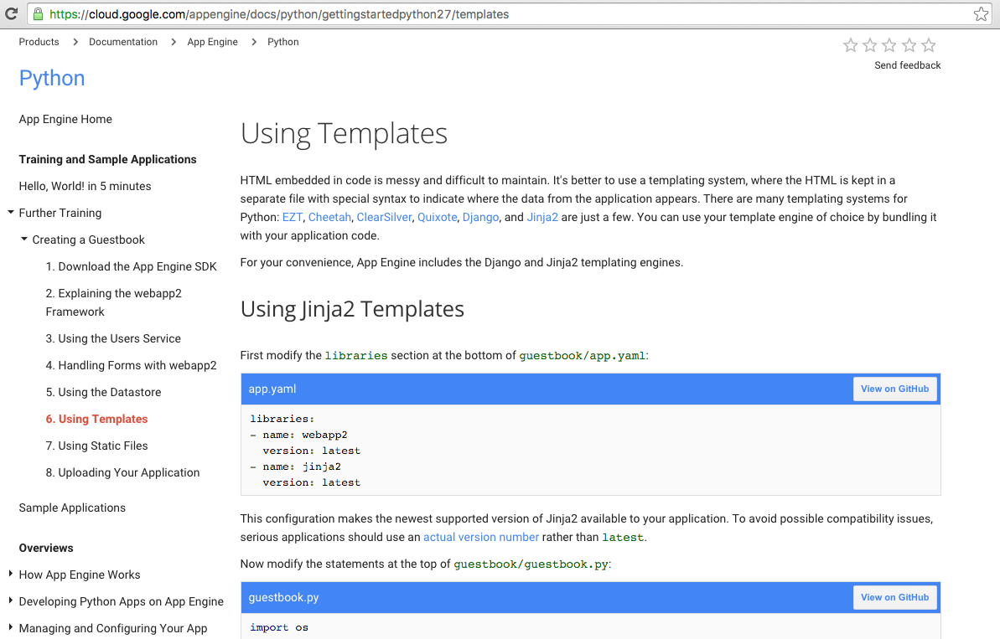 https://cloud.google.com/appengine/docs/python/gettingstartedpython27/templates
Products > Documentation > App Engine > Python
Send feedback
Python
App Engine Home
Training and Sample Applications
Hello, World! in 5 minutes
Further Training
Creating a Guestbook
1. Download the App Engine SDK
2. Explaining the webapp2
Framework
3. Using the Users Service
4. Handling Forms with webapp2
5. Using the Datastore
6. Using Templates
7. Using Static Files
8. Uploading Your Application
Sample Applications
Overviews
How App Engine Works
Developing Python Apps on App Engine
Managing and Configuring Your App
Using Templates
HTML embedded in code is messy and difficult to maintain. It's better to use a templating system, where the HTML is kept in a
separate file with special syntax to indicate where the data from the application appears. There are many templating systems for
Python: EZT, Cheetah, ClearSilver, Quixote, Django, and Jinja2 are just a few. You can use your template engine of choice by bundling it
with your application code.
For your convenience, App Engine includes the Django and Jinja2 templating engines.
Using Jinja2 Templates
First modify the libraries section at the bottom of guestbook/app.yaml:
app.yaml
View on GitHub
libraries:
- name: webapp2
  version: latest
- name: jinja2
  version: latest
This configuration makes the newest supported version of Jinja2 available to your application. To avoid possible compatibility issues,
serious applications should use an actual version number rather than latest.
Now modify the statements at the top of guestbook/guestbook.py:
guestbook.py
View on GitHub
import os